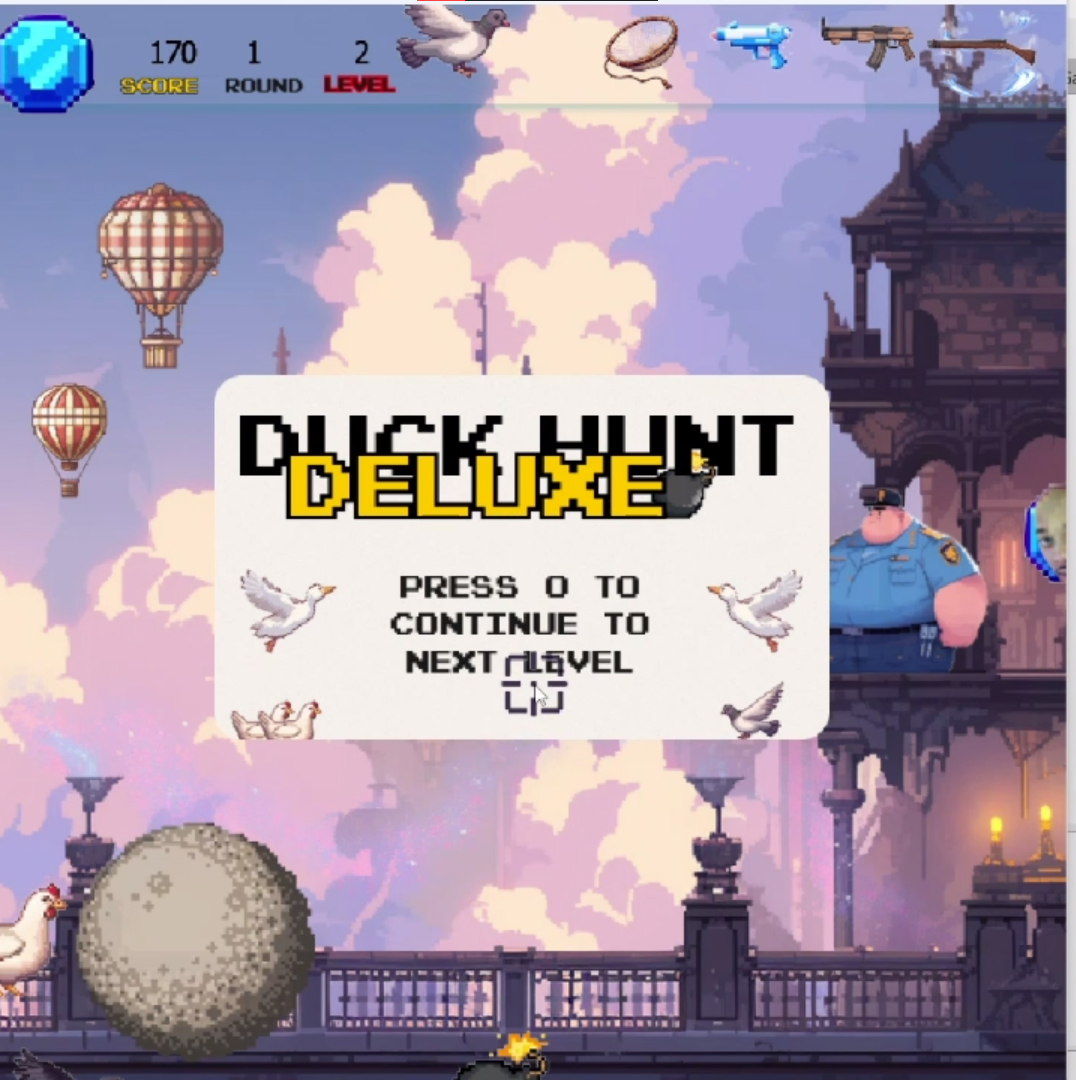 170 1 2
SCORE ROUND LEVEL
DUCK HUNT
DELUXE
PRESS 0 TO
CONTINUE TO
NEXT LEVEL